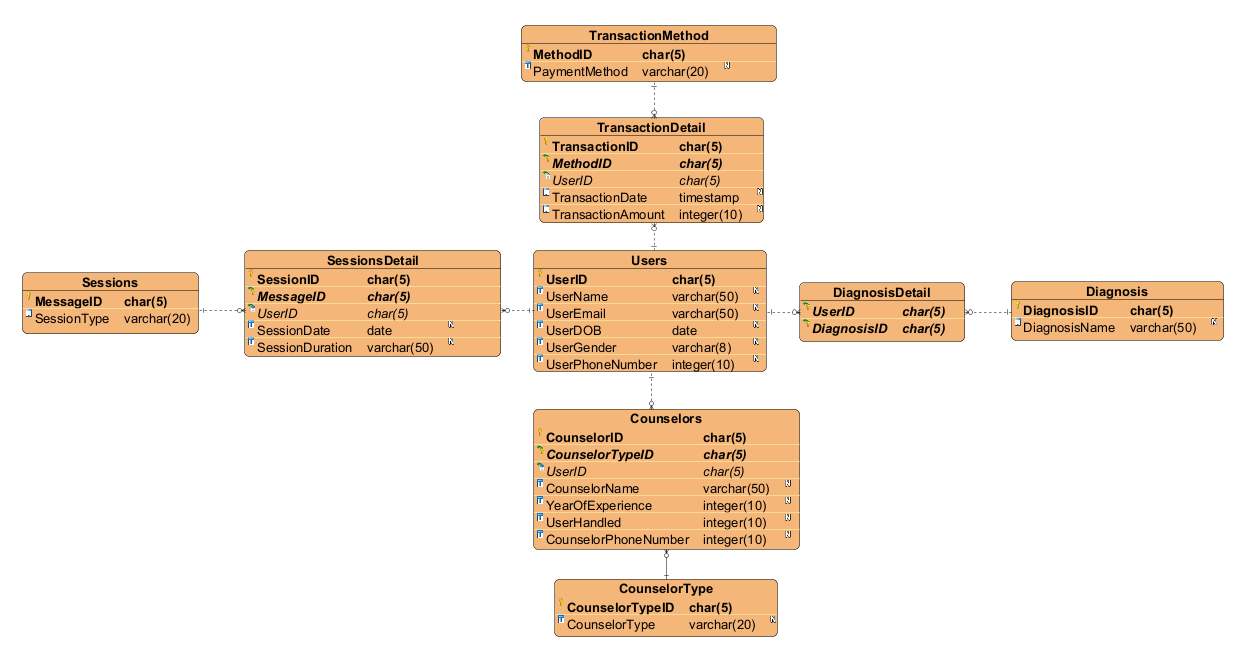 TransactionMethod
MethodID char(5)
PaymentMethod varchar(20) N
TransactionDetail
TransactionID char(5)
MethodID char(5)
UserID char(5)
TransactionDate timestamp N
TransactionAmount integer(10) N
Sessions
MessageID char(5)
SessionType varchar(20)
SessionsDetail
SessionID char(5)
MessageID char(5)
UserID char(5)
SessionDate date N
SessionDuration varchar(50) N
Users
UserID char(5)
UserName varchar(50) N
UserEmail varchar(50) N
UserDOB date N
UserGender varchar(8) N
UserPhoneNumber integer(10) N
DiagnosisDetail
UserID char(5)
DiagnosisID char(5)
Diagnosis
DiagnosisID char(5)
DiagnosisName varchar(50) N
Counselors
CounselorID char(5)
CounselorTypeID char(5)
UserID char(5)
CounselorName varchar(50) N
YearOfExperience integer(10) N
UserHandled integer(10) N
CounselorPhoneNumber integer(10) N
CounselorType
CounselorTypeID char(5)
CounselorType varchar(20) N